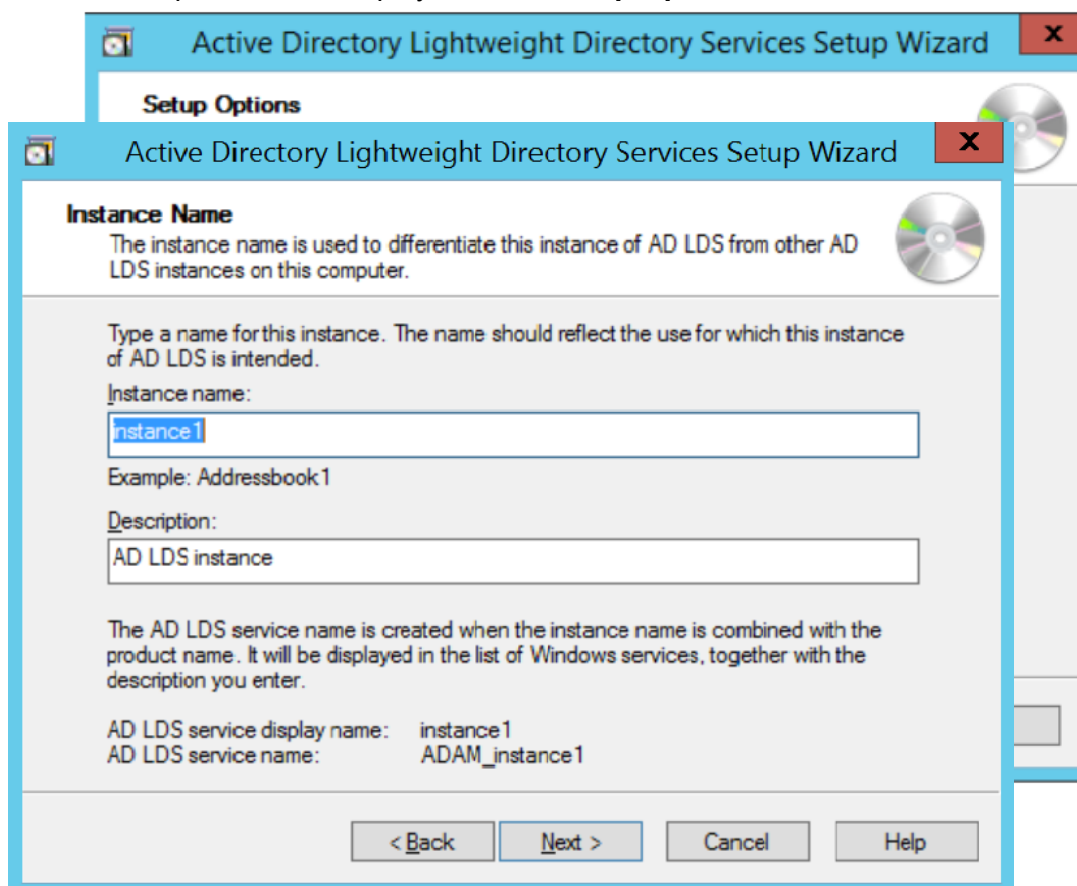 Active Directory Lightweight Directory Services Setup Wizard
x
Setup Options
Active Directory Lightweight Directory Services Setup Wizard
x
Instance Name
The instance name is used to differentiate this instance of AD LDS from other AD
LDS instances on this computer.
Type a name for this instance. The name should reflect the use for which this instance
of AD LDS is intended.
Instance name:
instance1
Example: Addressbook1
Description:
AD LDS instance
The AD LDS service name is created when the instance name is combined with the
product name. It will be displayed in the list of Windows services, together with the
description you enter.
AD LDS service display name: instance1
AD LDS service name: ADAM_instance1
< Back Next > Cancel Help